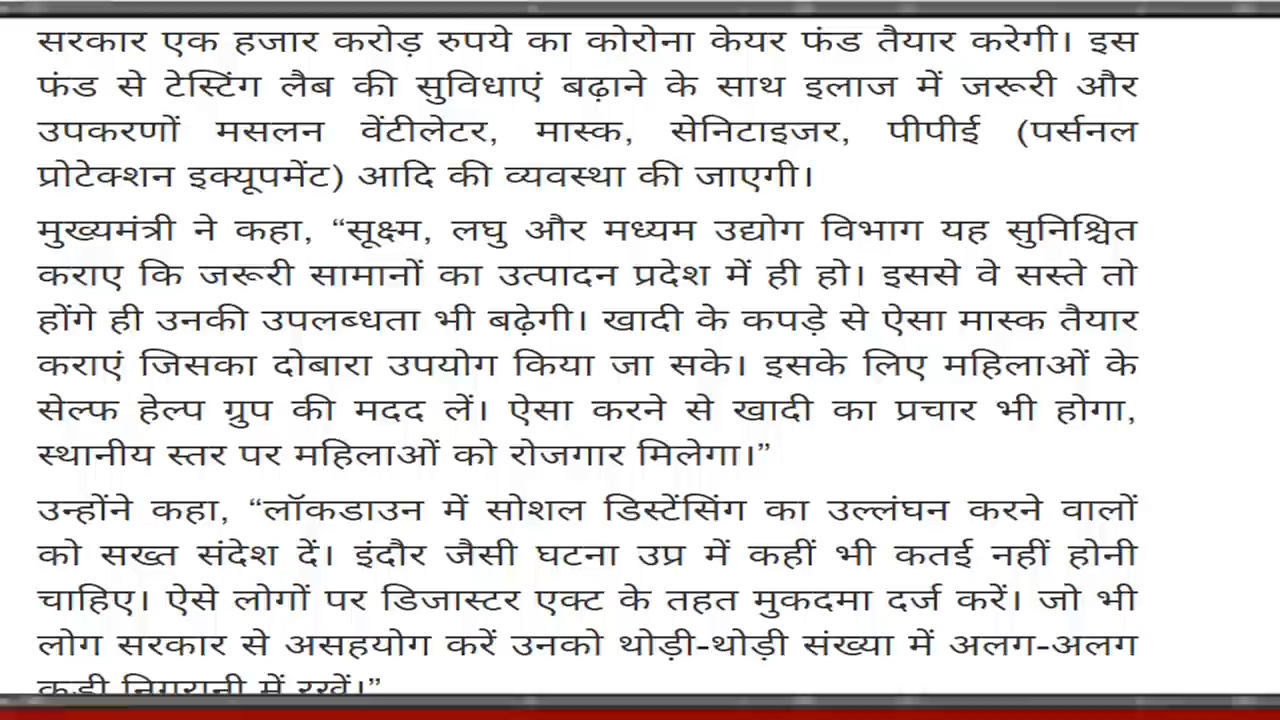 सरकार एक हजार करोड़ रुपये का कोरोना केयर फंड तैयार करेगी। इस
फंड से टेस्टिंग लैब की सुविधाएं बढ़ाने के साथ इलाज में जरूरी और
उपकरणों मसलन वेंटीलेटर, मास्क, सेनिटाइजर, पीपीई (पर्सनल
प्रोटेक्शन इक्यूपमेंट) आदि की व्यवस्था की जाएगी।
मुख्यमंत्री ने कहा, “सूक्ष्म, लघु और मध्यम उद्योग विभाग यह सुनिश्चित
कराए कि जरूरी सामानों का उत्पादन प्रदेश में ही हो। इससे वे सस्ते तो
होंगे ही उनकी उपलब्धता भी बढ़ेगी। खादी के कपड़े से ऐसा मास्क तैयार
कराएं जिसका दोबारा उपयोग किया जा सके। इसके लिए महिलाओं के
सेल्फ हेल्प ग्रुप की मदद लें। ऐसा करने से खादी का प्रचार भी होगा,
स्थानीय स्तर पर महिलाओं को रोजगार मिलेगा।”
उन्होंने कहा, “लॉकडाउन में सोशल डिस्टेंसिंग का उल्लंघन करने वालों
को सख्त संदेश दें। इंदौर जैसी घटना उप्र में कहीं भी कतई नहीं होनी
चाहिए। ऐसे लोगों पर डिजास्टर एक्ट के तहत मुकदमा दर्ज करें। जो भी
लोग सरकार से असहयोग करें उनको थोड़ी-थोड़ी संख्या में अलग-अलग
कड़ी निगरानी में रखें।”